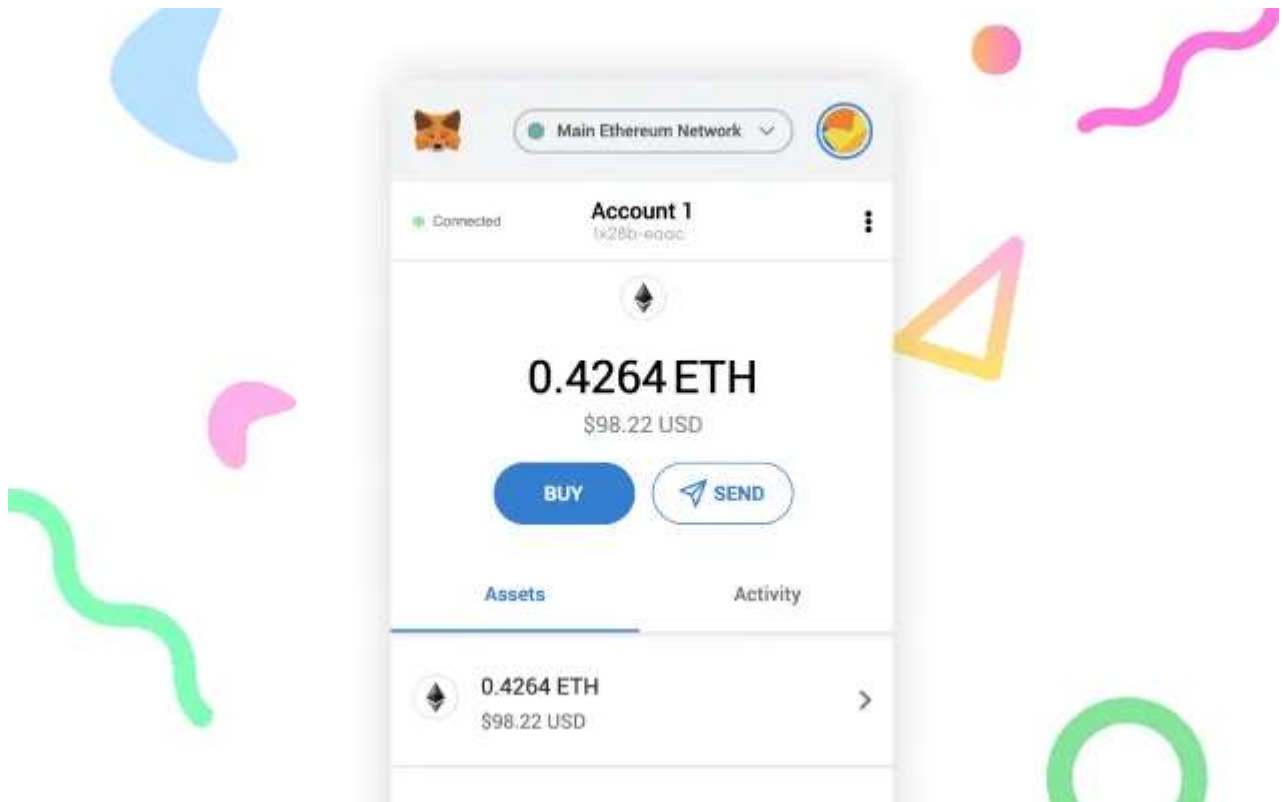 Main Ethereum Network
Connected
Account 1
0.4264 ETH
$98.22 USD
BUY
SEND
Assets
Activity
0.4264 ETH
$98.22 USD